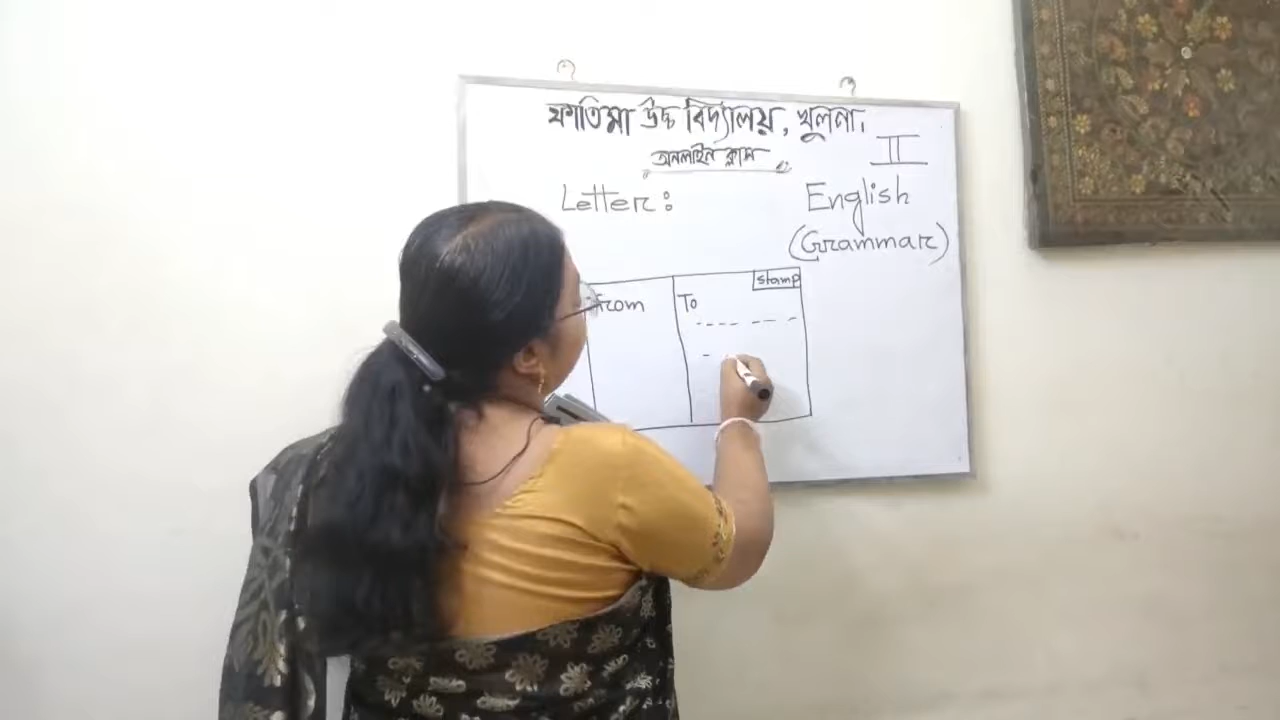 ফাতিমা উচ্চ বিদ্যালয়, খুলনা।
অনলাইন ক্লাস
II
Letter:
English
(Grammar)
stamp
From
To